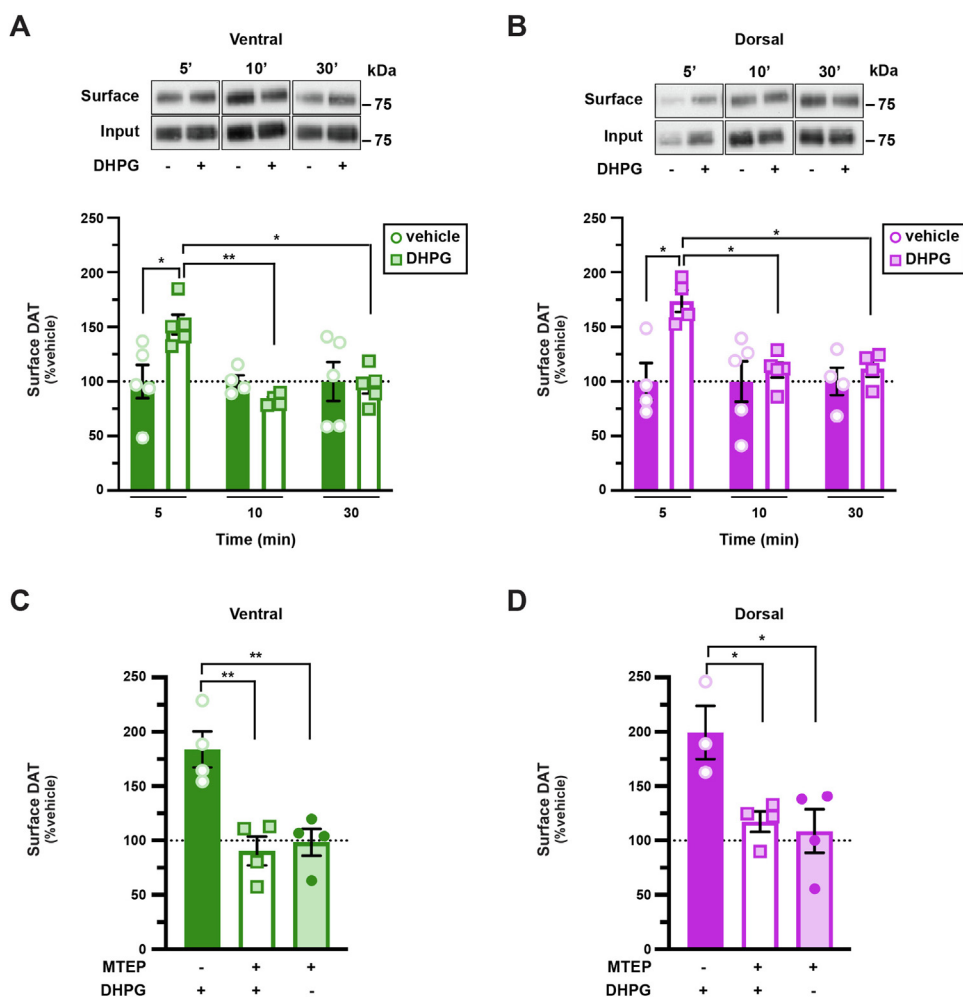 A
Ventral
5’ 10’ 30’ kDa
Surface – 75
Input – 75
DHPG - + - + - +
250
200
150
100
50
0
Surface DAT
(%vehicle)
vehicle
DHPG
*
**
*
5 10 30
Time (min)
B
Dorsal
5’ 10’ 30’ kDa
Surface – 75
Input – 75
DHPG - + - + - +
250
200
150
100
50
0
Surface DAT
(%vehicle)
vehicle
DHPG
*
*
*
5 10 30
Time (min)
C
Ventral
250
200
150
100
50
0
Surface DAT
(%vehicle)
**
**
MTEP - + +
DHPG + + -
D
Dorsal
250
200
150
100
50
0
Surface DAT
(%vehicle)
*
*
MTEP - + +
DHPG + + -